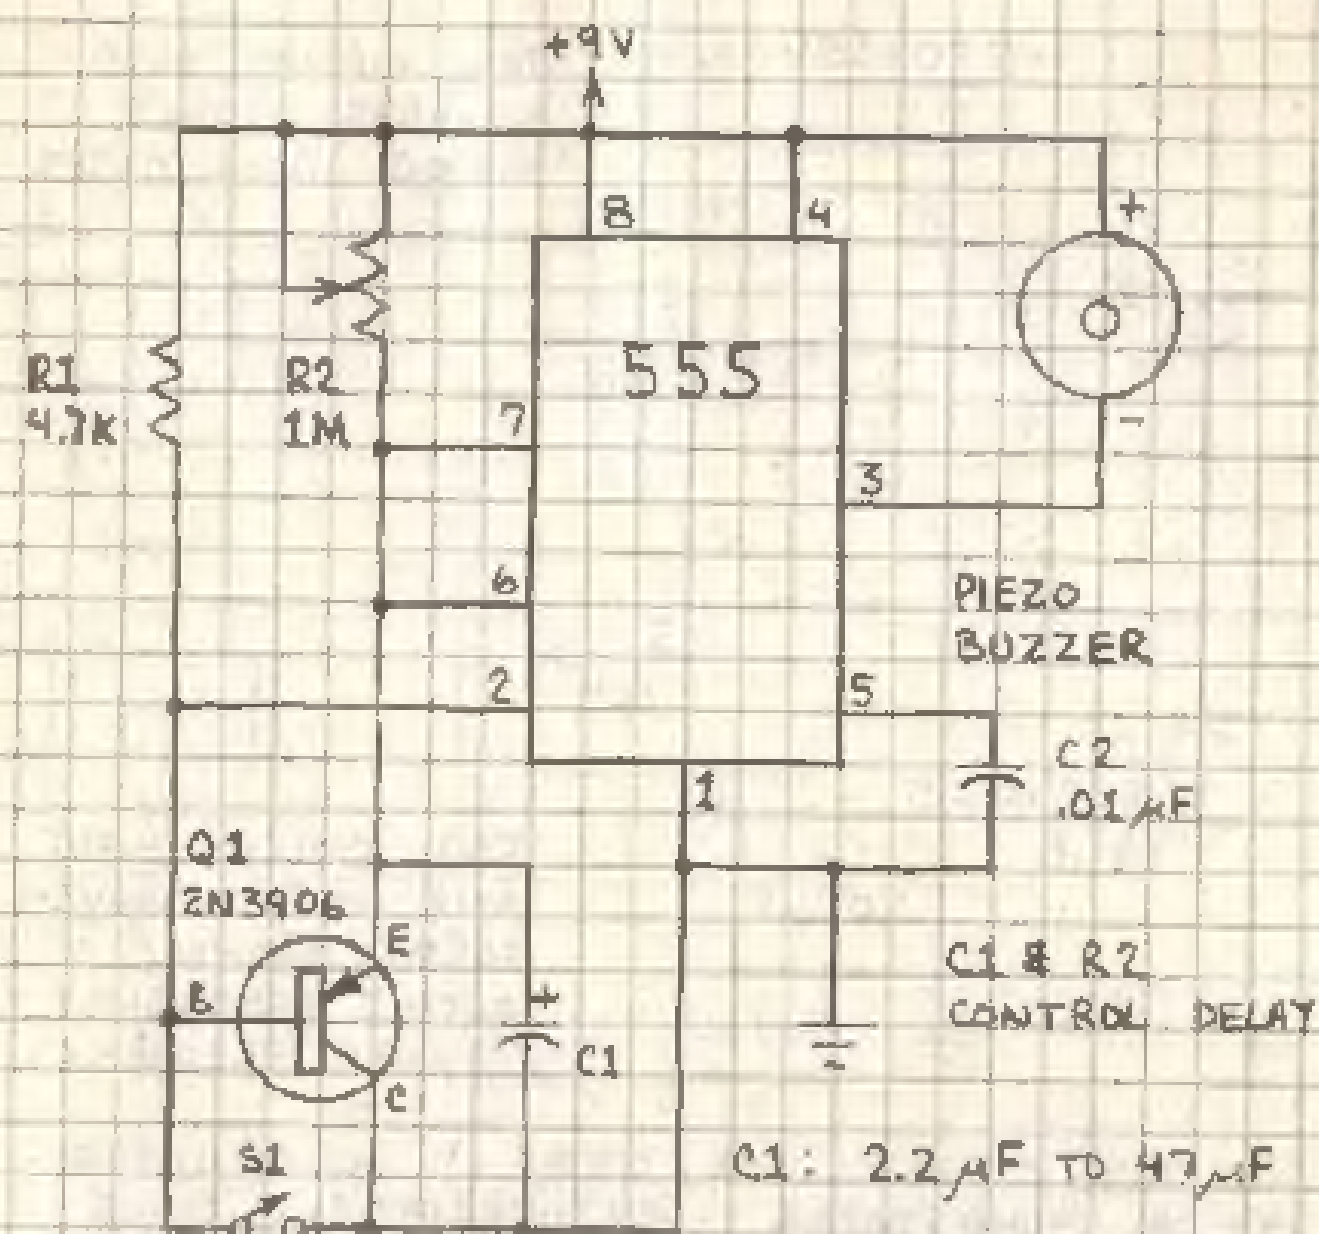 +9V
8
4
+
R1
4.7K
R2
1M
555
7
-
3
6
PIEZO
BUZZER
2
5
C2
.01µF
1
Q1
2N3906
E
C1 & R2
CONTROL DELAY
B
+
C1
C
S1
C1: 2.2µF TO 47µF